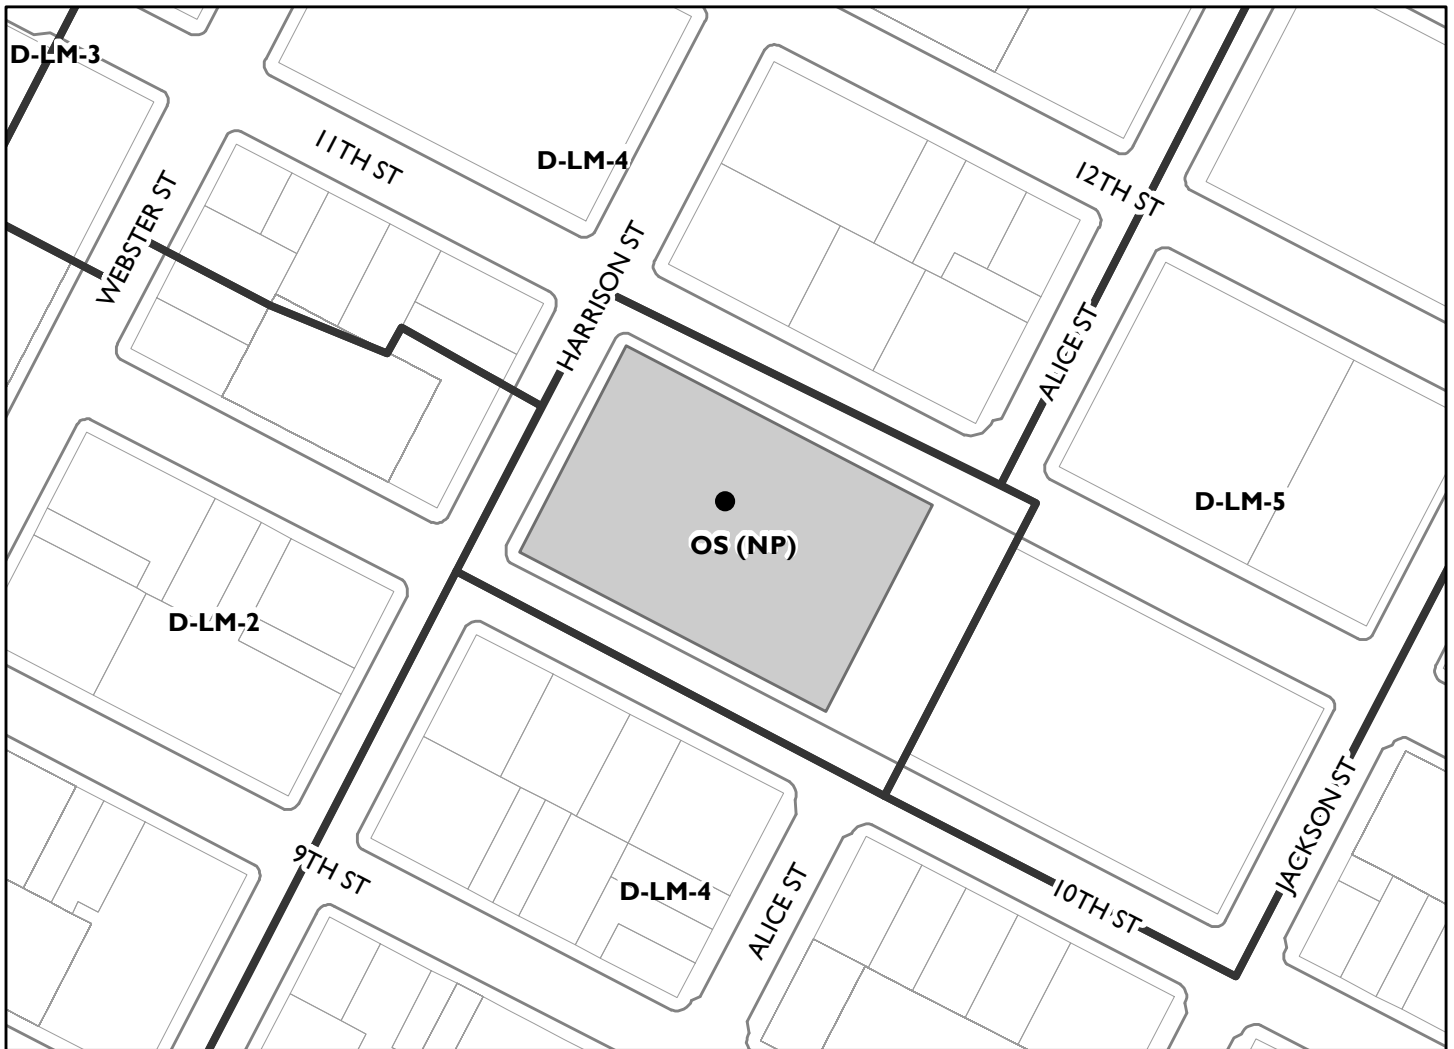 D-LM-3
11TH ST
D-LM-4
12TH ST
WEBSTER ST
HARRISON ST
ALICE ST
D-LM-5
OS (NP)
D-LM-2
9TH ST
D-LM-4
ALICE ST
10TH ST
JACKSON ST